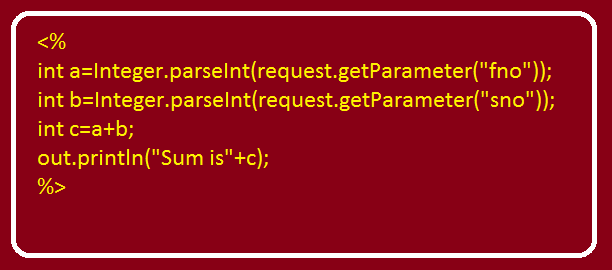 <%
int a=Integer.parseInt(request.getParameter("fno"));
int b=Integer.parseInt(request.getParameter("sno"));
int c=a+b;
out.println("Sum is"+c);
%>